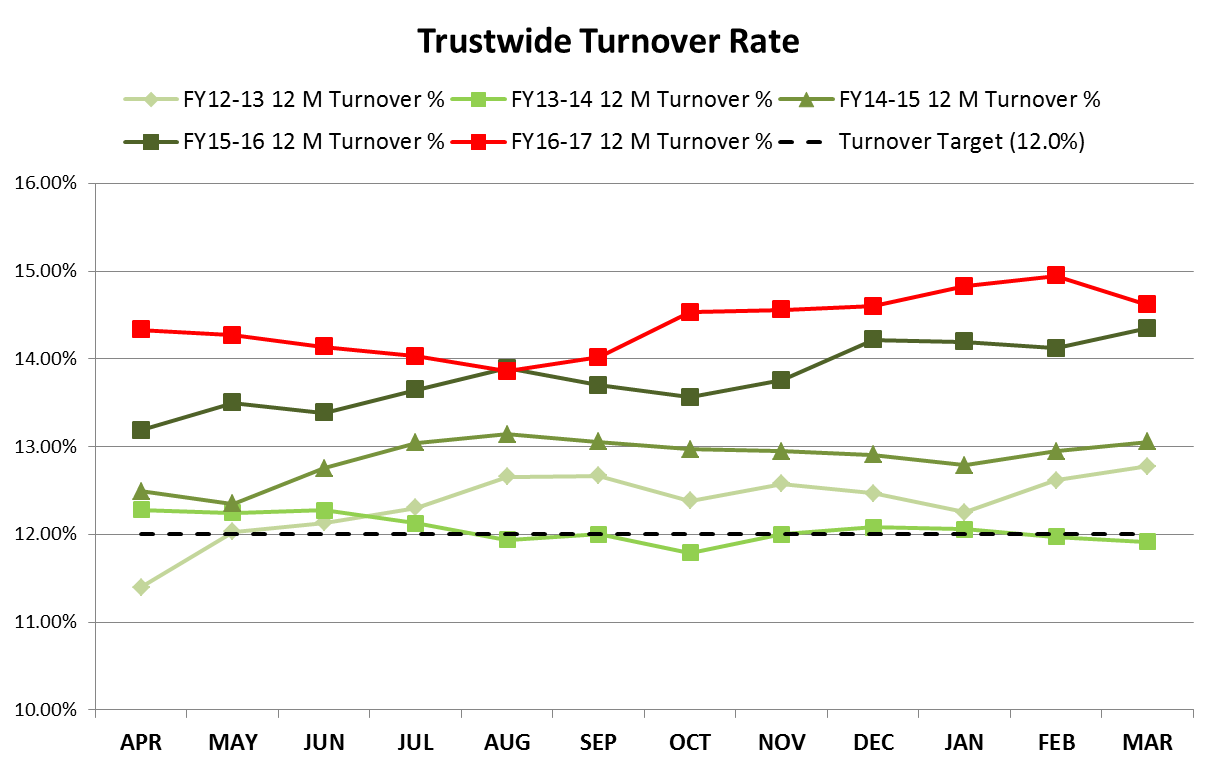 Trustwide Turnover Rate
FY12-13 12 M Turnover % FY13-14 12 M Turnover % FY14-15 12 M Turnover %
FY15-16 12 M Turnover % FY16-17 12 M Turnover % Turnover Target (12.0%)
16.00%
15.00%
14.00%
13.00%
12.00%
11.00%
10.00%
APR MAY JUN JUL AUG SEP OCT NOV DEC JAN FEB MAR